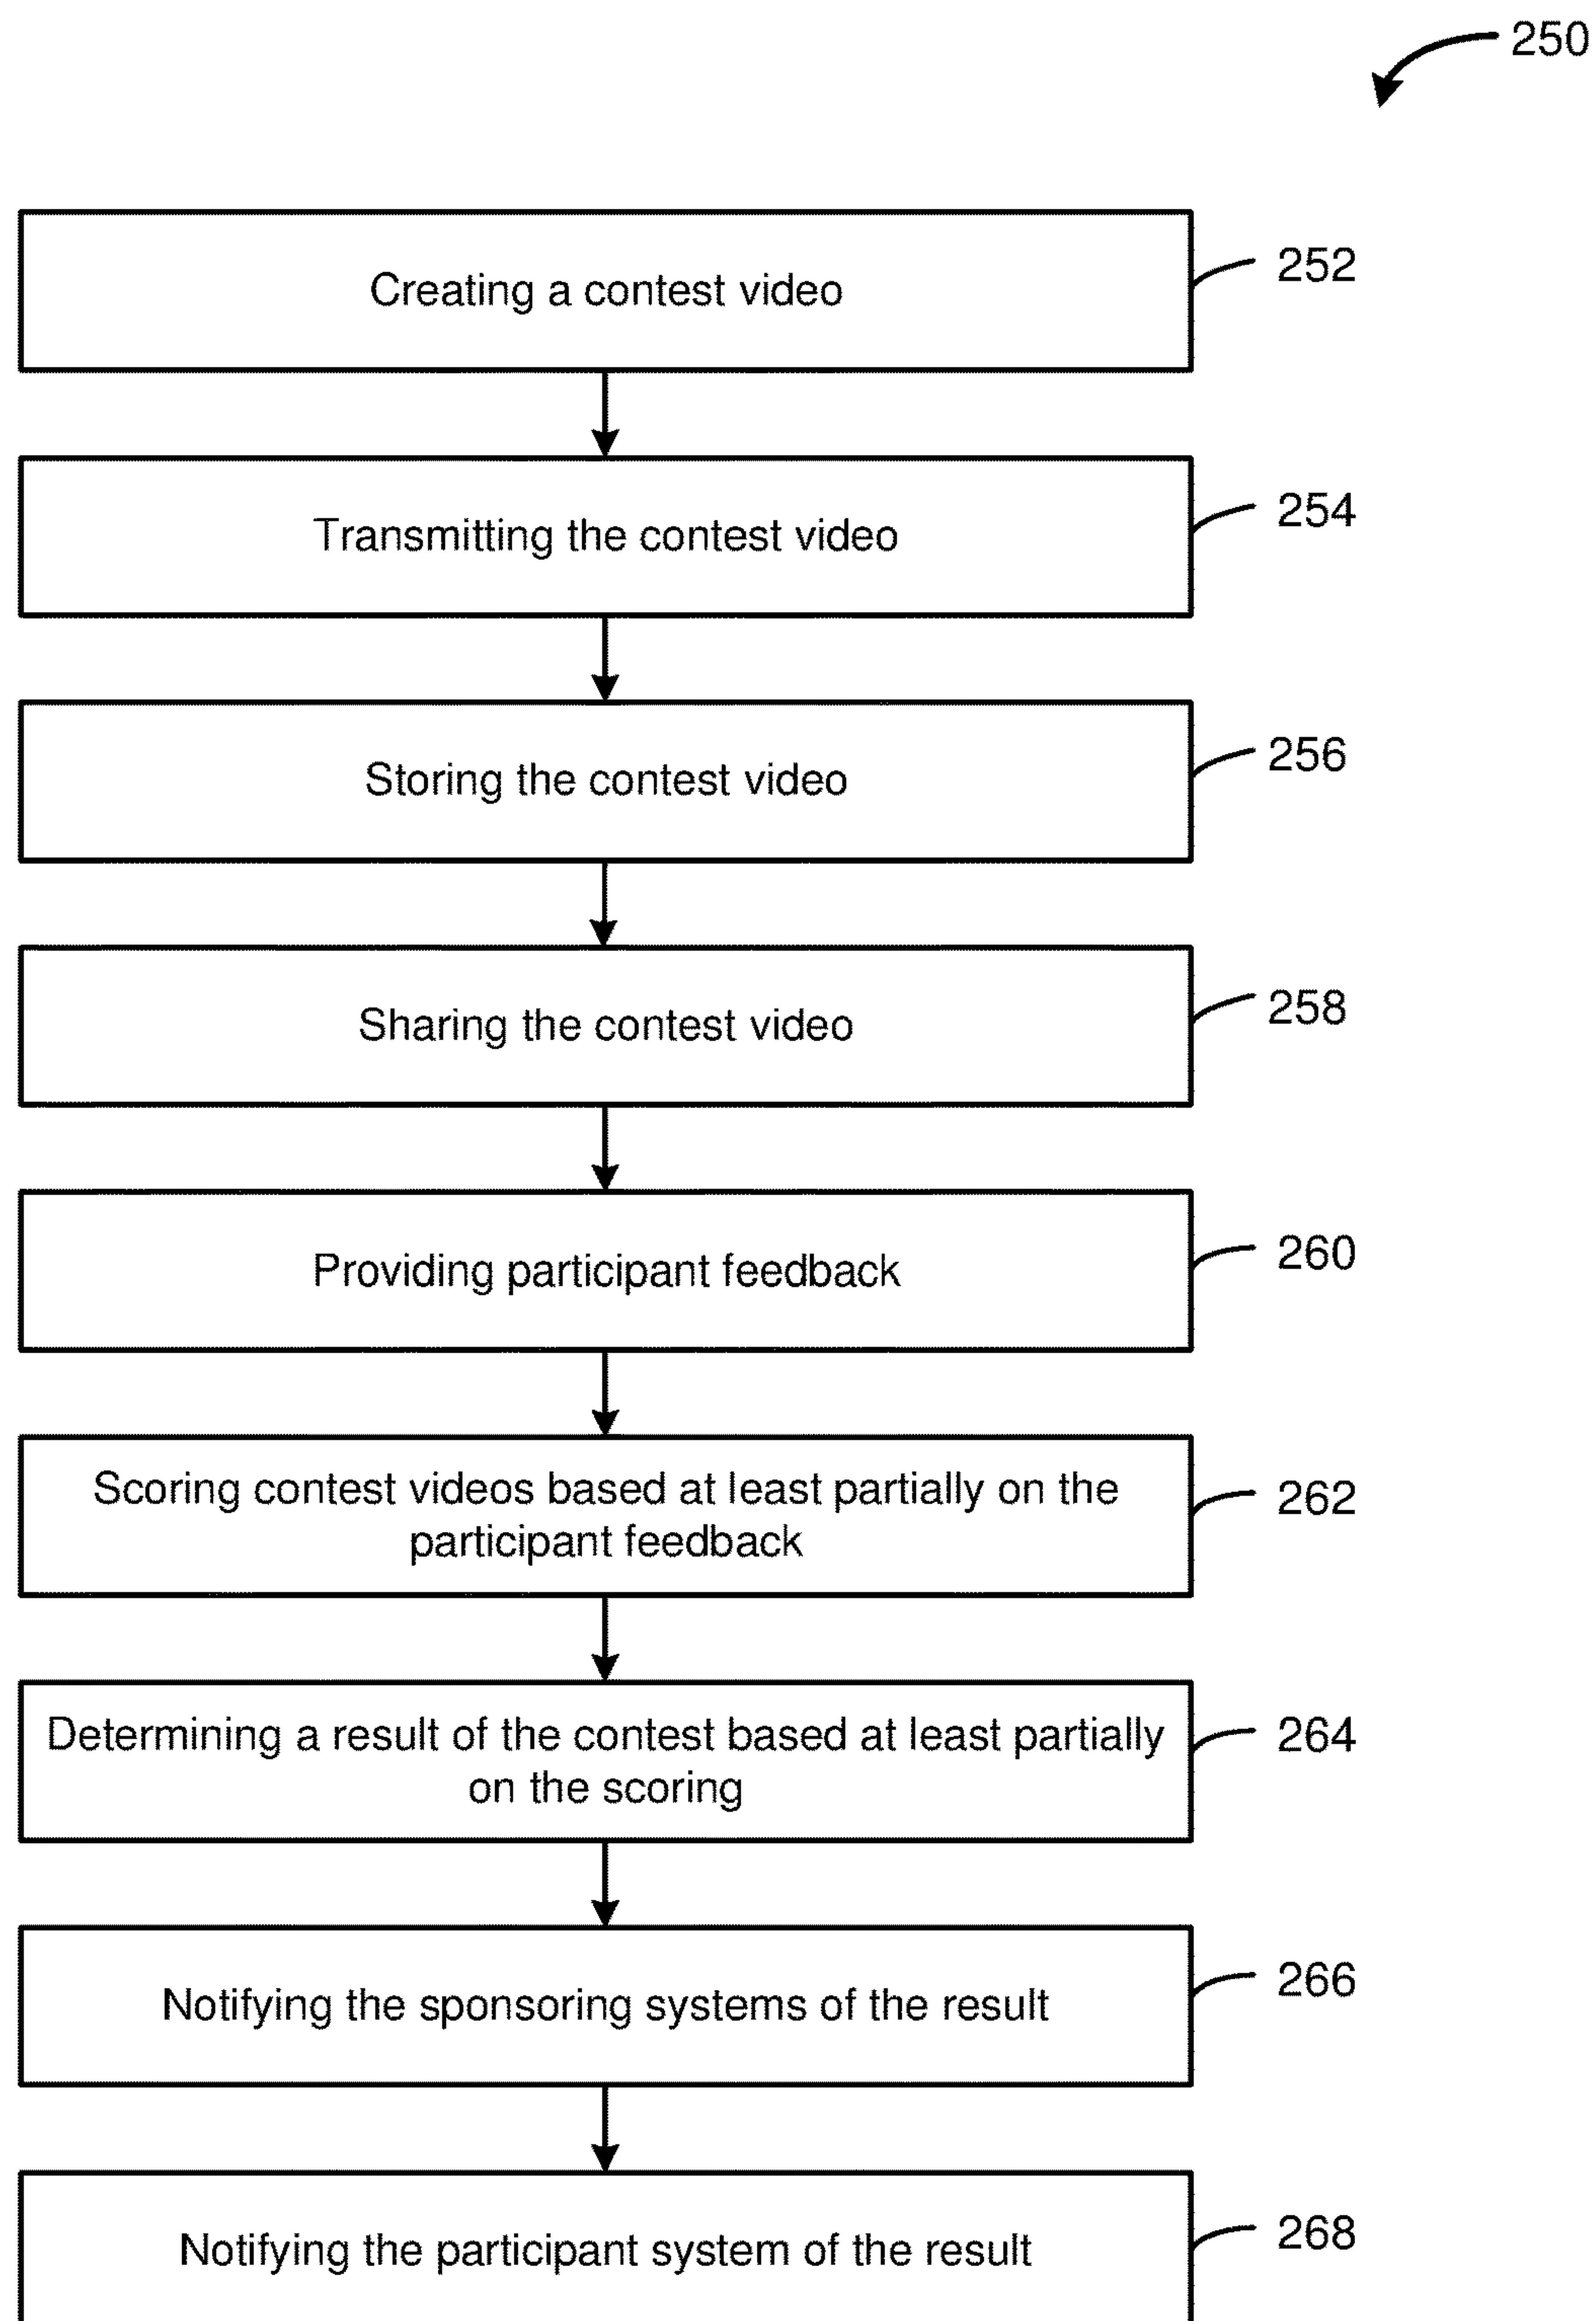 250
Creating a contest video
252
Transmitting the contest video
254
Storing the contest video
256
Sharing the contest video
258
Providing participant feedback
260
Scoring contest videos based at least partially on the
participant feedback
262
Determining a result of the contest based at least partially
on the scoring
264
Notifying the sponsoring systems of the result
266
Notifying the participant system of the result
268